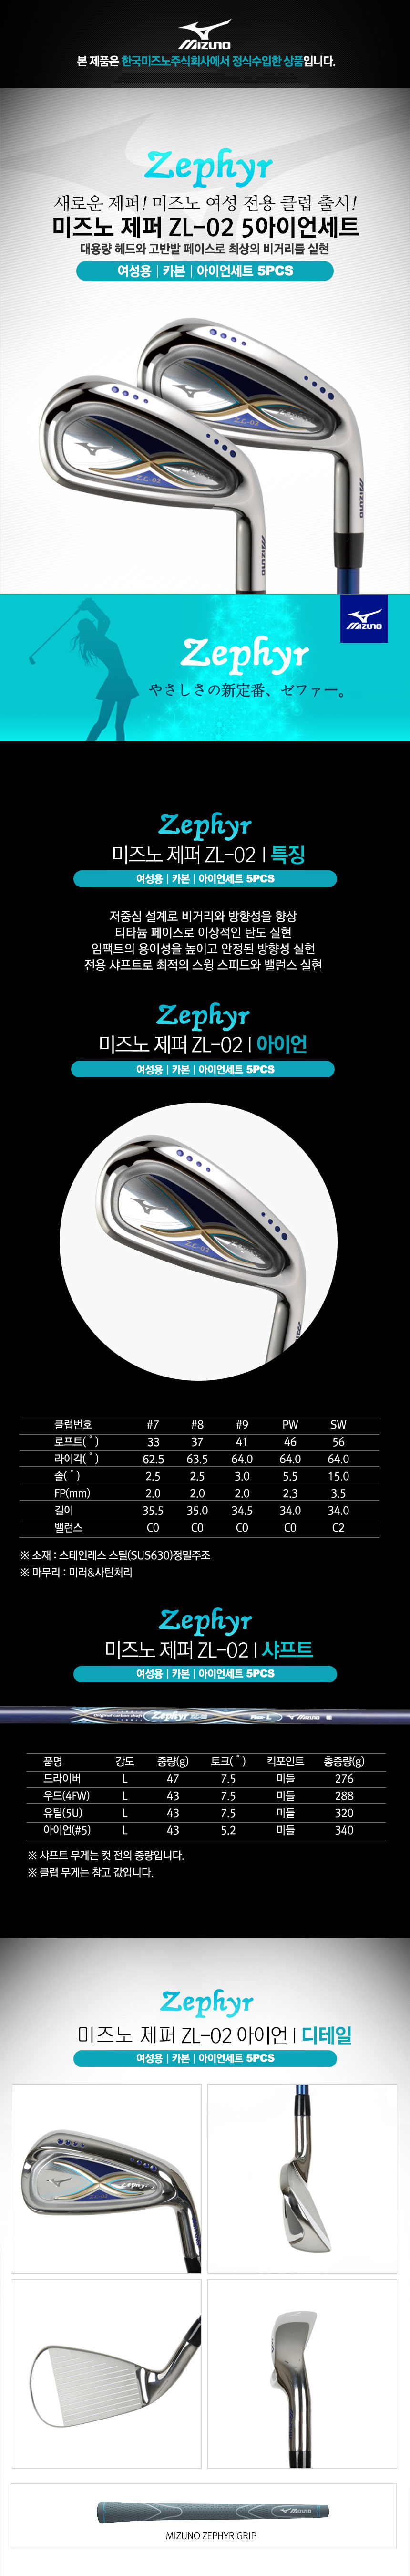 MIZUNO
본 제품은 한국미즈노주식회사에서 정식수입한 상품입니다.
Zephyr
새로운 제퍼! 미즈노 여성 전용 클럽 출시!
미즈노 제퍼 ZL-02 5아이언세트
대용량 헤드와 고반발 페이스로 최상의 비거리를 실현
여성용 | 카본 | 아이언세트 5PCS
ZL-02
ZL-02
MIZUNO
MIZUNO
MIZUNO
Zephyr
やさしさの新定番、ゼファー。
Zephyr
미즈노 제퍼 ZL-02 | 특징
여성용 | 카본 | 아이언세트 5PCS
저중심 설계로 비거리와 방향성을 향상
티타늄 페이스로 이상적인 탄도 실현
임팩트의 용이성을 높이고 안정된 방향성 실현
전용 샤프트로 최적의 스윙 스피드와 밸런스 실현
Zephyr
미즈노 제퍼 ZL-02 | 아이언
여성용 | 카본 | 아이언세트 5PCS
ZL-02
클럽번호 #7 #8 #9 PW SW
로프트(˚) 33 37 41 46 56
라이각(˚) 62.5 63.5 64.0 64.0 64.0
솔(˚) 2.5 2.5 3.0 5.5 15.0
FP(mm) 2.0 2.0 2.0 2.3 3.5
길이 35.5 35.0 34.5 34.0 34.0
밸런스 C0 C0 C0 C0 C2
※ 소재 : 스테인레스 스틸(SUS630)정밀주조
※ 마무리 : 미러&사틴처리
Zephyr
미즈노 제퍼 ZL-02 | 샤프트
여성용 | 카본 | 아이언세트 5PCS
Original carbon shaft Zephyr Flex L MIZUNO
품명 강도 중량(g) 토크(˚) 킥포인트 총중량(g)
드라이버 L 47 7.5 미들 276
우드(4FW) L 43 7.5 미들 288
유틸(5U) L 43 7.5 미들 320
아이언(#5) L 43 5.2 미들 340
※ 샤프트 무게는 컷 전의 중량입니다.
※ 클럽 무게는 참고 값입니다.
Zephyr
미즈노 제퍼 ZL-02 아이언 | 디테일
여성용 | 카본 | 아이언세트 5PCS
Zephyr
MIZUNO
MIZUNO ZEPHYR GRIP